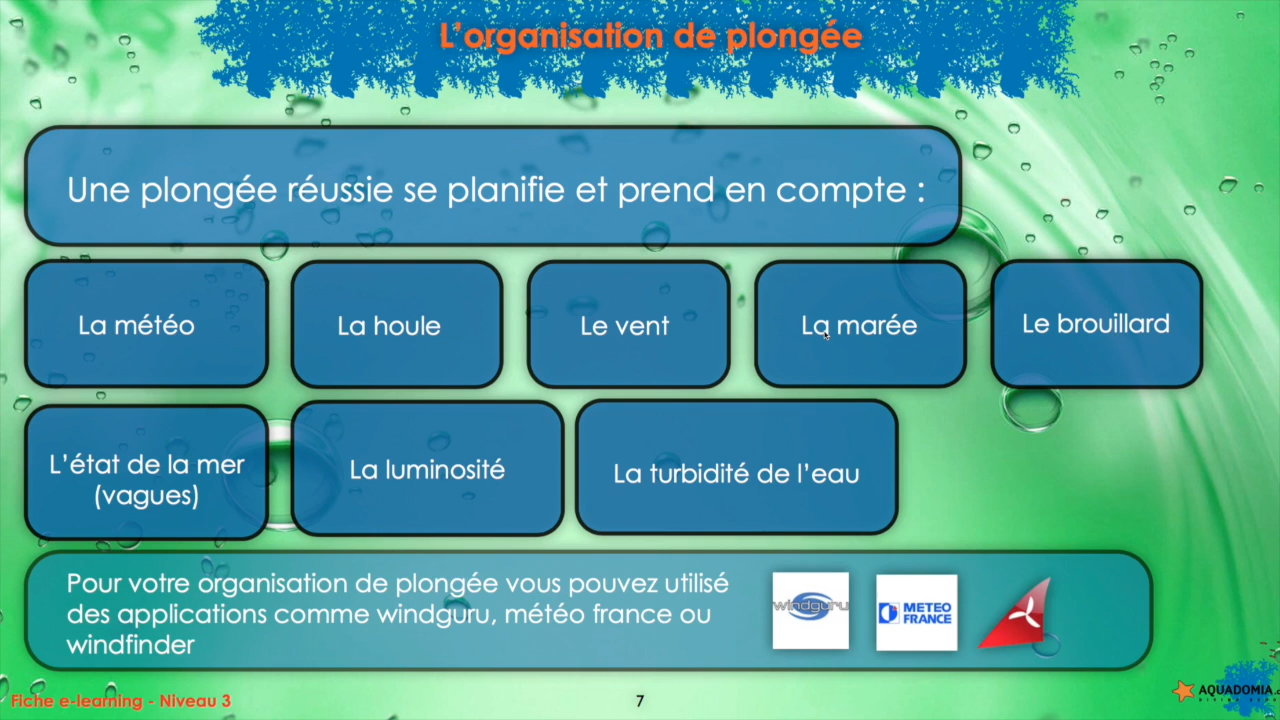 L'organisation de plongée
Une plongée réussie se planifie et prend en compte :
La météo
La houle
Le vent
La marée
Le brouillard
L'état de la mer
(vagues)
La luminosité
La turbidité de l'eau
Pour votre organisation de plongée vous pouvez utilisé
des applications comme windguru, météo france ou
windfinder
windguru
METEO
FRANCE
Fiche e-learning - Niveau 3
7
AQUADOMIA